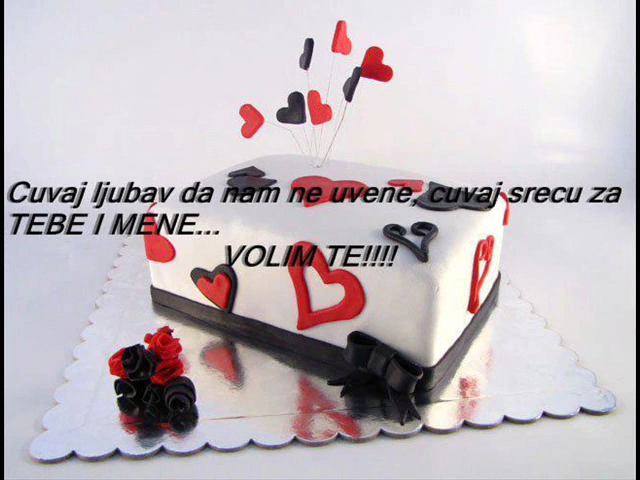 Cuvaj ljubav da nam ne uvene, cuvaj srecu za
TEBE I MENE...
VOLIM TE!!!!